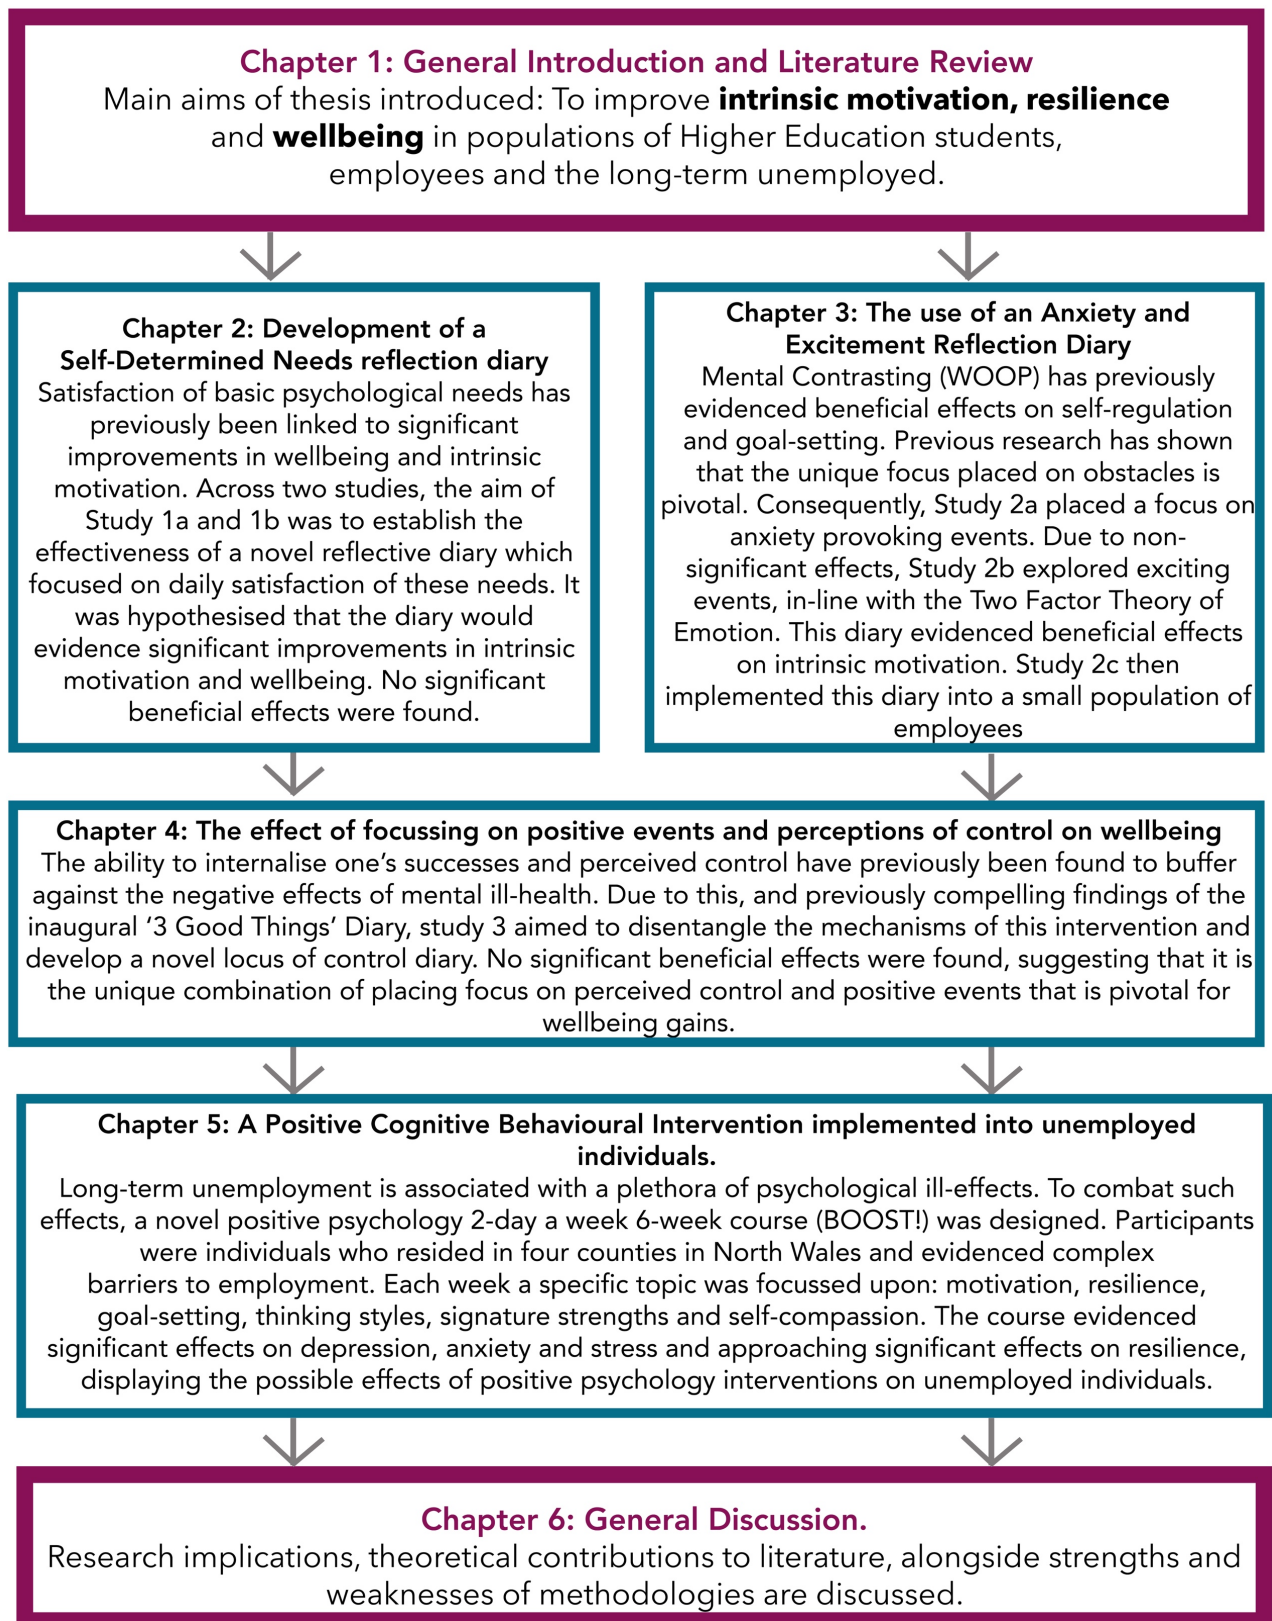 Chapter 1: General Introduction and Literature Review
Main aims of thesis introduced: To improve intrinsic motivation, resilience
and wellbeing in populations of Higher Education students,
employees and the long-term unemployed.
Chapter 2: Development of a
Self-Determined Needs reflection diary
Satisfaction of basic psychological needs has
previously been linked to significant
improvements in wellbeing and intrinsic
motivation. Across two studies, the aim of
Study 1a and 1b was to establish the
effectiveness of a novel reflective diary which
focused on daily satisfaction of these needs. It
was hypothesised that the diary would
evidence significant improvements in intrinsic
motivation and wellbeing. No significant
beneficial effects were found.
Chapter 3: The use of an Anxiety and
Excitement Reflection Diary
Mental Contrasting (WOOP) has previously
evidenced beneficial effects on self-regulation
and goal-setting. Previous research has shown
that the unique focus placed on obstacles is
pivotal. Consequently, Study 2a placed a focus on
anxiety provoking events. Due to non-
significant effects, Study 2b explored exciting
events, in-line with the Two Factor Theory of
Emotion. This diary evidenced beneficial effects
on intrinsic motivation. Study 2c then
implemented this diary into a small population of
employees
Chapter 4: The effect of focussing on positive events and perceptions of control on wellbeing
The ability to internalise one’s successes and perceived control have previously been found to buffer
against the negative effects of mental ill-health. Due to this, and previously compelling findings of the
inaugural ‘3 Good Things’ Diary, study 3 aimed to disentangle the mechanisms of this intervention and
develop a novel locus of control diary. No significant beneficial effects were found, suggesting that it is
the unique combination of placing focus on perceived control and positive events that is pivotal for
wellbeing gains.
Chapter 5: A Positive Cognitive Behavioural Intervention implemented into unemployed
individuals.
Long-term unemployment is associated with a plethora of psychological ill-effects. To combat such
effects, a novel positive psychology 2-day a week 6-week course (BOOST!) was designed. Participants
were individuals who resided in four counties in North Wales and evidenced complex
barriers to employment. Each week a specific topic was focussed upon: motivation, resilience,
goal-setting, thinking styles, signature strengths and self-compassion. The course evidenced
significant effects on depression, anxiety and stress and approaching significant effects on resilience,
displaying the possible effects of positive psychology interventions on unemployed individuals.
Chapter 6: General Discussion.
Research implications, theoretical contributions to literature, alongside strengths and
weaknesses of methodologies are discussed.